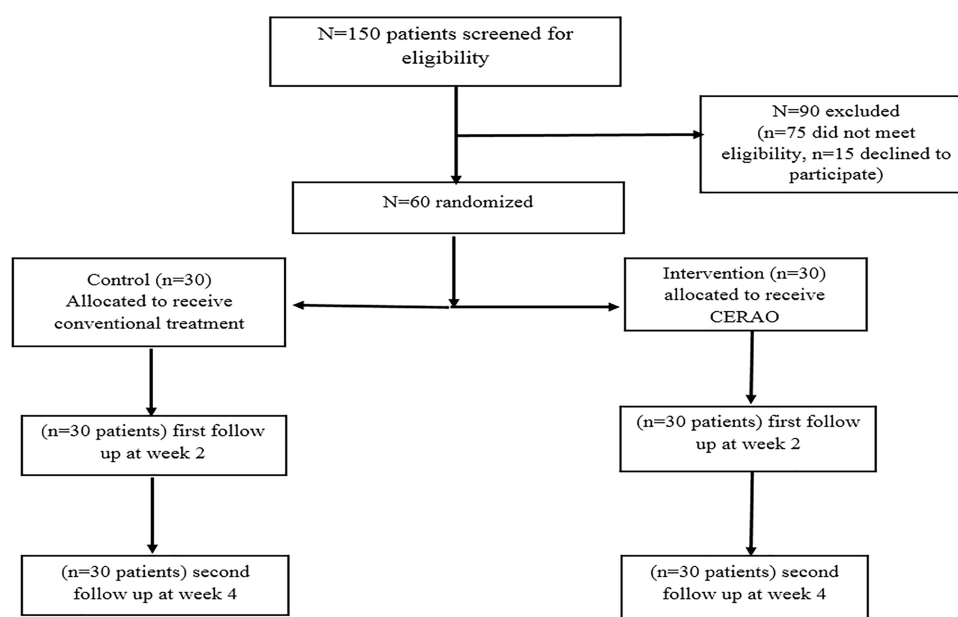 N=150 patients screened for
eligibility
N=90 excluded
(n=75 did not meet
eligibility, n=15 declined to
participate)
N=60 randomized
Control (n=30)
Allocated to receive
conventional treatment
Intervention (n=30)
allocated to receive
CERAO
(n=30 patients) first follow
up at week 2
(n=30 patients) first follow
up at week 2
(n=30 patients) second
follow up at week 4
(n=30 patients) second
follow up at week 4